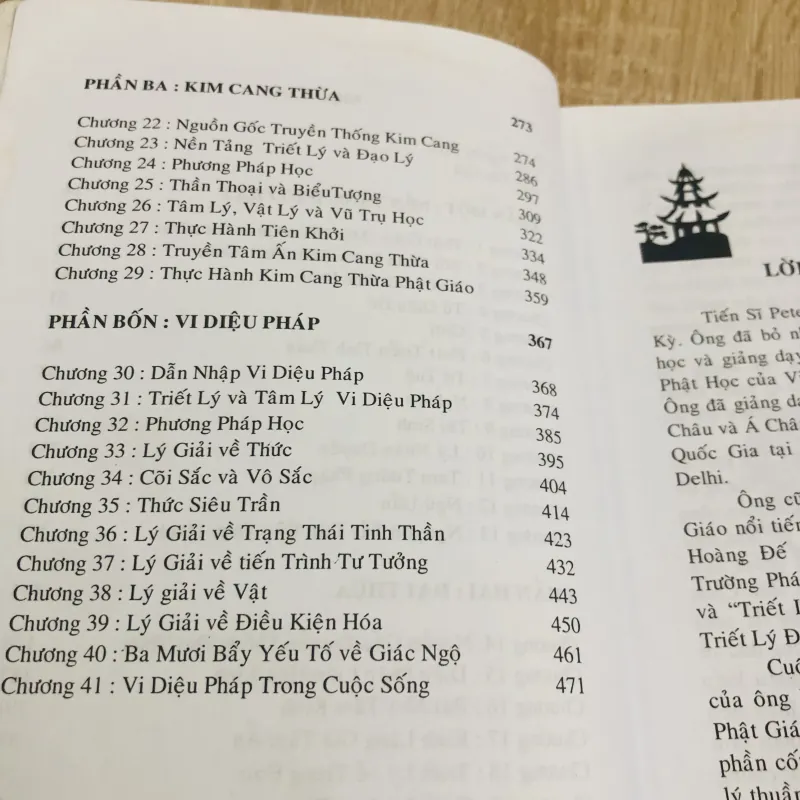 PHẦN BA : KIM CANG THỪA 273
Chương 22 : Nguồn Gốc Truyền Thống Kim Cang 274
Chương 23 : Nền Tảng Triết Lý và Đạo Lý 286
Chương 24 : Phương Pháp Học 297
Chương 25 : Thần Thoại và BiểuTượng 309
Chương 26 : Tâm Lý, Vật Lý và Vũ Trụ Học 322
Chương 27 : Thực Hành Tiên Khởi 334
Chương 28 : Truyền Tâm Ấn Kim Cang Thừa 348
Chương 29 : Thực Hành Kim Cang Thừa Phật Giáo 359
PHẦN BỐN : VI DIỆU PHÁP 367
Chương 30 : Dẫn Nhập Vi Diệu Pháp 368
Chương 31 : Triết Lý và Tâm Lý Vi Diệu Pháp 374
Chương 32 : Phương Pháp Học 385
Chương 33 : Lý Giải về Thức 395
Chương 34 : Cõi Sắc và Vô Sắc 404
Chương 35 : Thức Siêu Trần 414
Chương 36 : Lý Giải về Trạng Thái Tinh Thần 423
Chương 37 : Lý Giải về tiến Trình Tư Tưởng 432
Chương 38 : Lý giải về Vật 443
Chương 39 : Lý Giải về Điều Kiện Hóa 450
Chương 40 : Ba Mươi Bẩy Yếu Tố về Giác Ngộ 461
Chương 41 : Vi Diệu Pháp Trong Cuộc Sống 471
LỜI
Tiến Sĩ Pete
Kỳ. Ông đã bỏ
học và giảng dạy
Phật Học của
Ông đã giảng dạ
Châu và Á Châ
Quốc Gia tại
Delhi.
Ông cũ
Giáo nổi tiến
Hoàng Đế
Trường Phá
và "Triết
Triết Lý
Cuộ
của ông
Phật Giá
phần cố
lý thuần